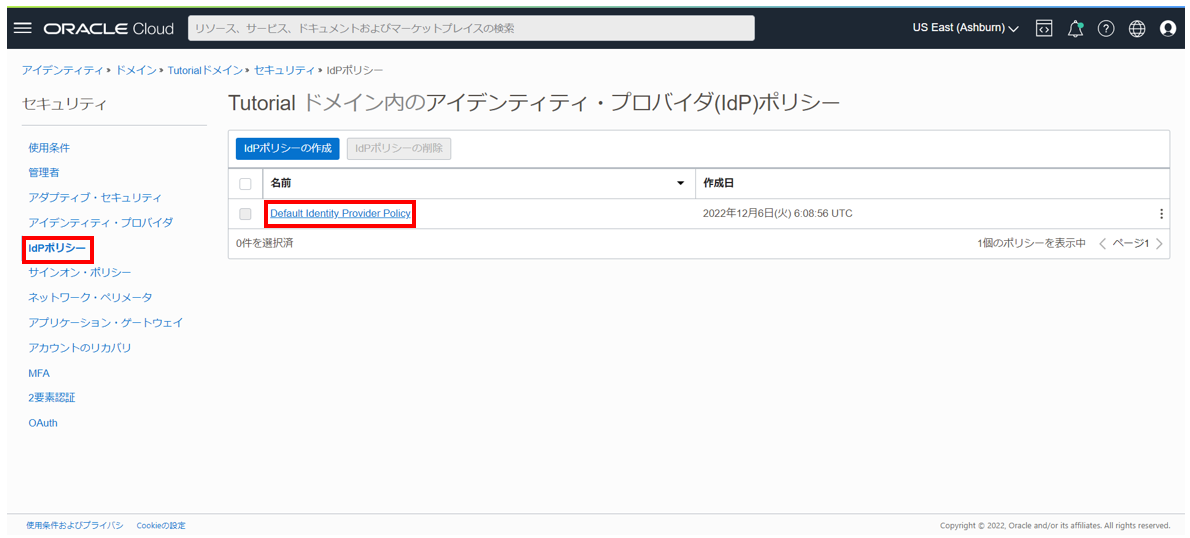 ORACLE Cloud
リソース、サービス、ドキュメントおよびマーケットプレイスの検索
US East (Ashburn)
アイデンティティ » ドメイン » Tutorialドメイン » セキュリティ » IdPポリシー
セキュリティ
使用条件
管理者
アダプティブ・セキュリティ
アイデンティティ・プロバイダ
IdPポリシー
サインオン・ポリシー
ネットワーク・ペリメータ
アプリケーション・ゲートウェイ
アカウントのリカバリ
MFA
2要素認証
OAuth
Tutorial ドメイン内のアイデンティティ・プロバイダ(IdP)ポリシー
IdPポリシーの作成 IdPポリシーの削除
名前 作成日
Default Identity Provider Policy 2022年12月6日(火) 6:08:56 UTC
0件を選択済 1個のポリシーを表示中 ページ1
使用条件およびプライバシ Cookieの設定
Copyright © 2022, Oracle and/or its affiliates. All rights reserved.